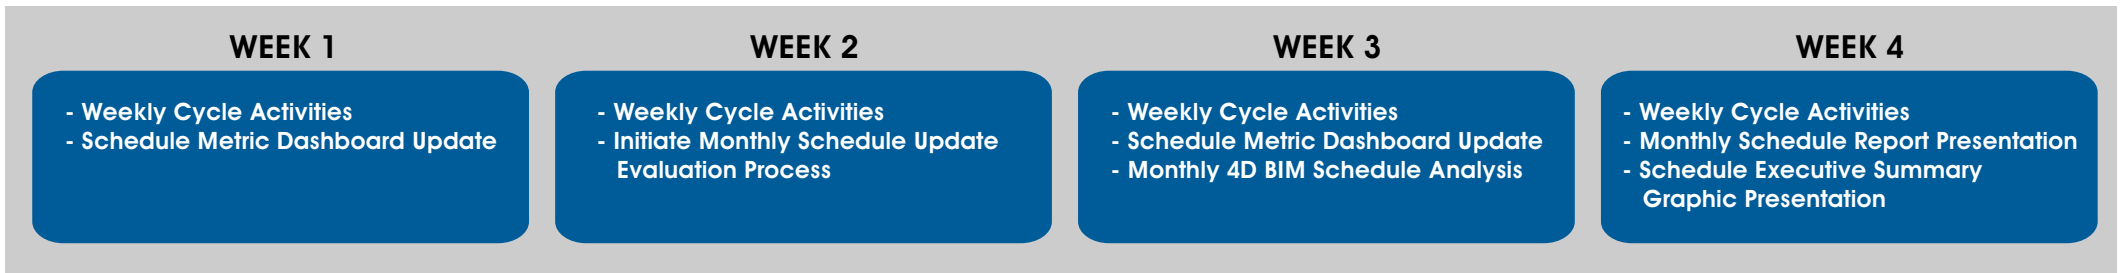 WEEK 1
- Weekly Cycle Activities
- Schedule Metric Dashboard Update
WEEK 2
- Weekly Cycle Activities
- Initiate Monthly Schedule Update
Evaluation Process
WEEK 3
- Weekly Cycle Activities
- Schedule Metric Dashboard Update
- Monthly 4D BIM Schedule Analysis
WEEK 4
- Weekly Cycle Activities
- Monthly Schedule Report Presentation
- Schedule Executive Summary
Graphic Presentation